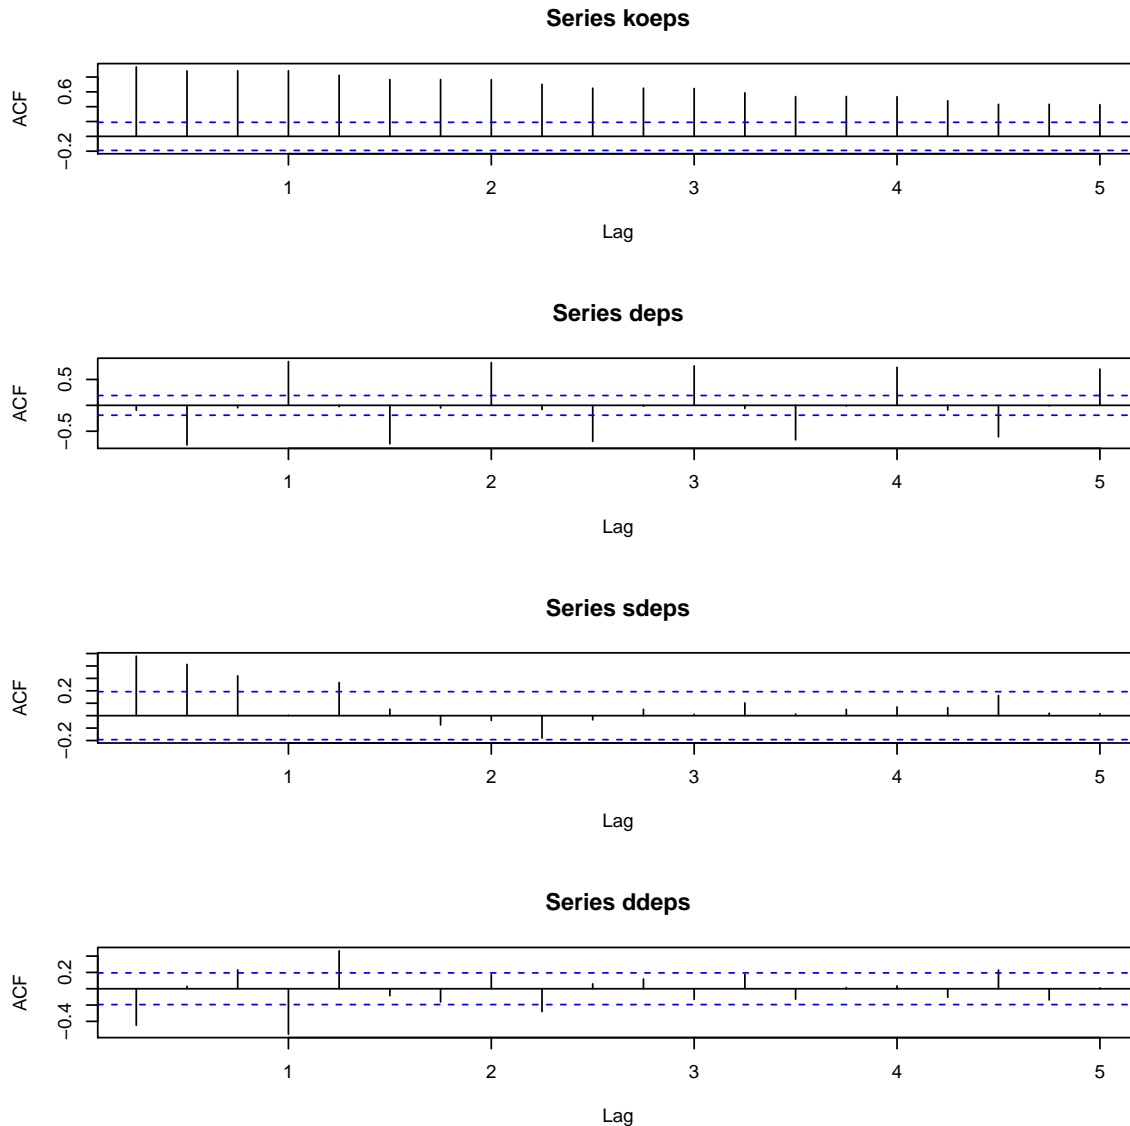 Series koeps
ACF
0.6
−0.2
1 2 3 4 5
Lag
Series deps
ACF
0.5
−0.5
1 2 3 4 5
Lag
Series sdeps
ACF
0.2
−0.2
1 2 3 4 5
Lag
Series ddeps
ACF
0.2
−0.4
1 2 3 4 5
Lag